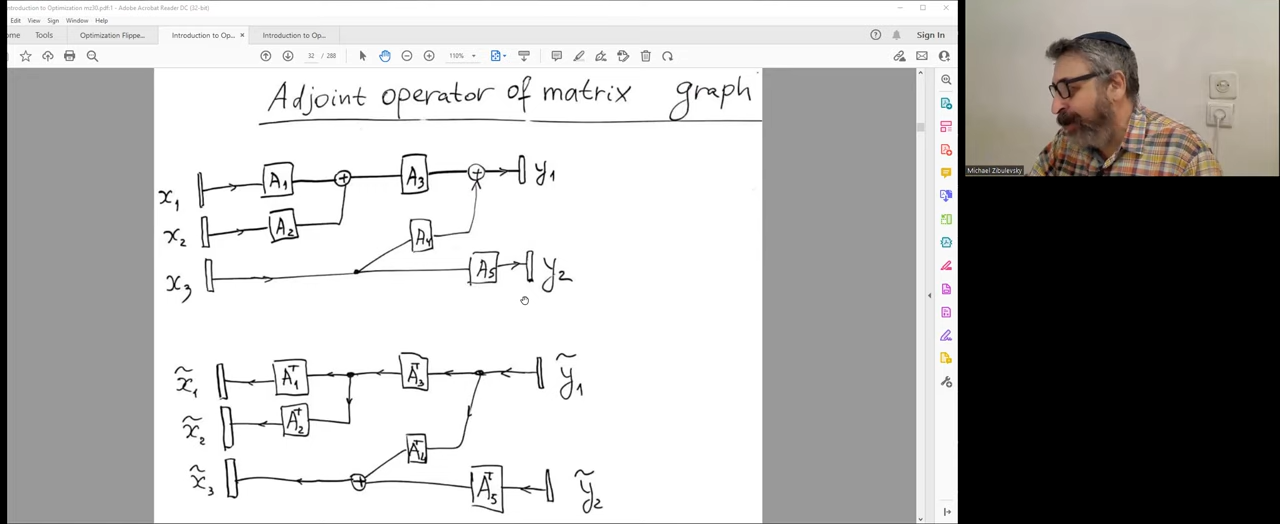 Introduction to Optimization mc30.pdf:1 - Adobe Acrobat Reader DC (32-bit)
Edit View Sign Window Help
ome Tools Optimization Flippe... Introduction to Op... × Introduction to Op... Sign In
32 / 288 110%
Adjoint operator of matrix graph
x₁ A₁ + A₃ + y₁
x₂ A₂ A₄
x₃ A₅ y₂
x̃₁ A₁ᵀ A₃ᵀ ỹ₁
x̃₂ A₂ᵀ A₄ᵀ
x̃₃ + A₅ᵀ ỹ₂
Michael Zibulevsky